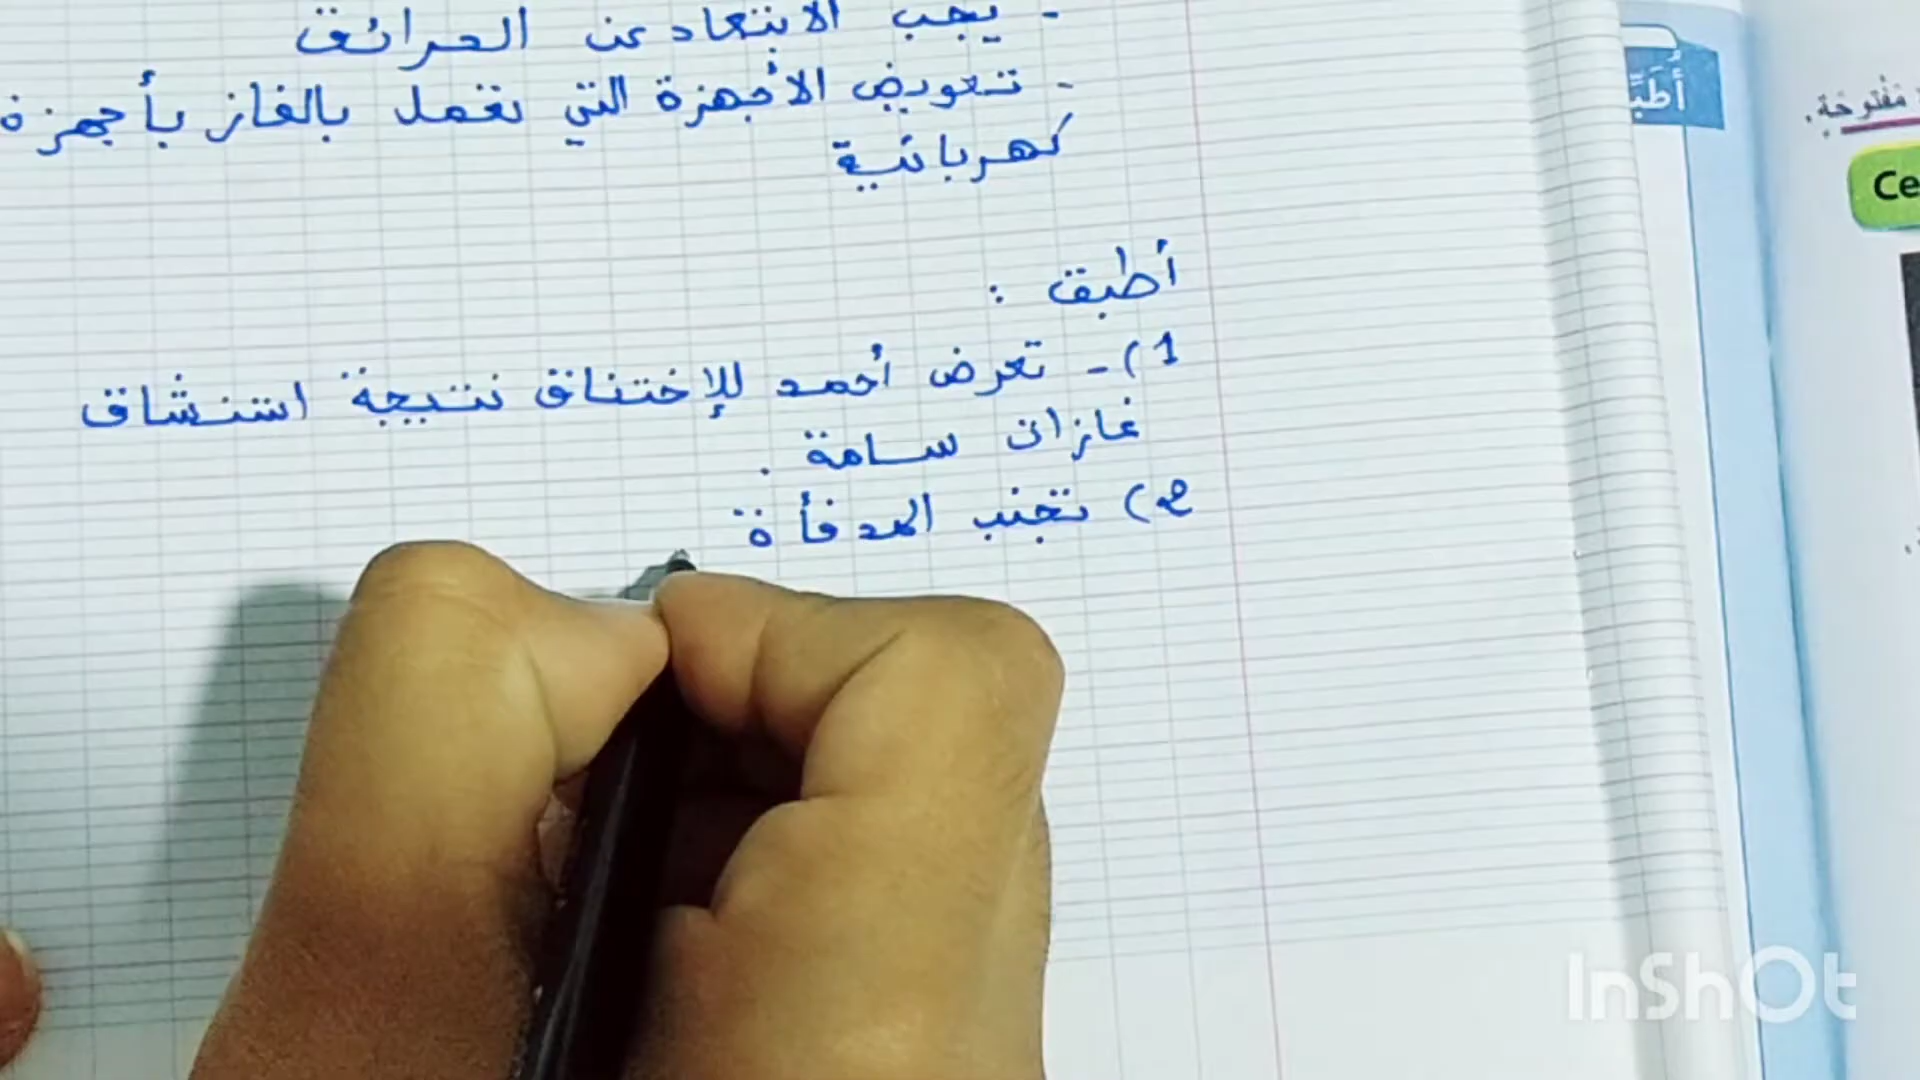 - يجب الابتعاد عن الحرائق
- تعويض الأجهزة التي تعمل بالغاز بأجهزة
كهربائية
أطبق :
1) - تعرض أحمد للإختناق نتيجة استنشاق
غازات سامة .
2) تجنب المدفأة
مفتوحة.
Ce
InShOt